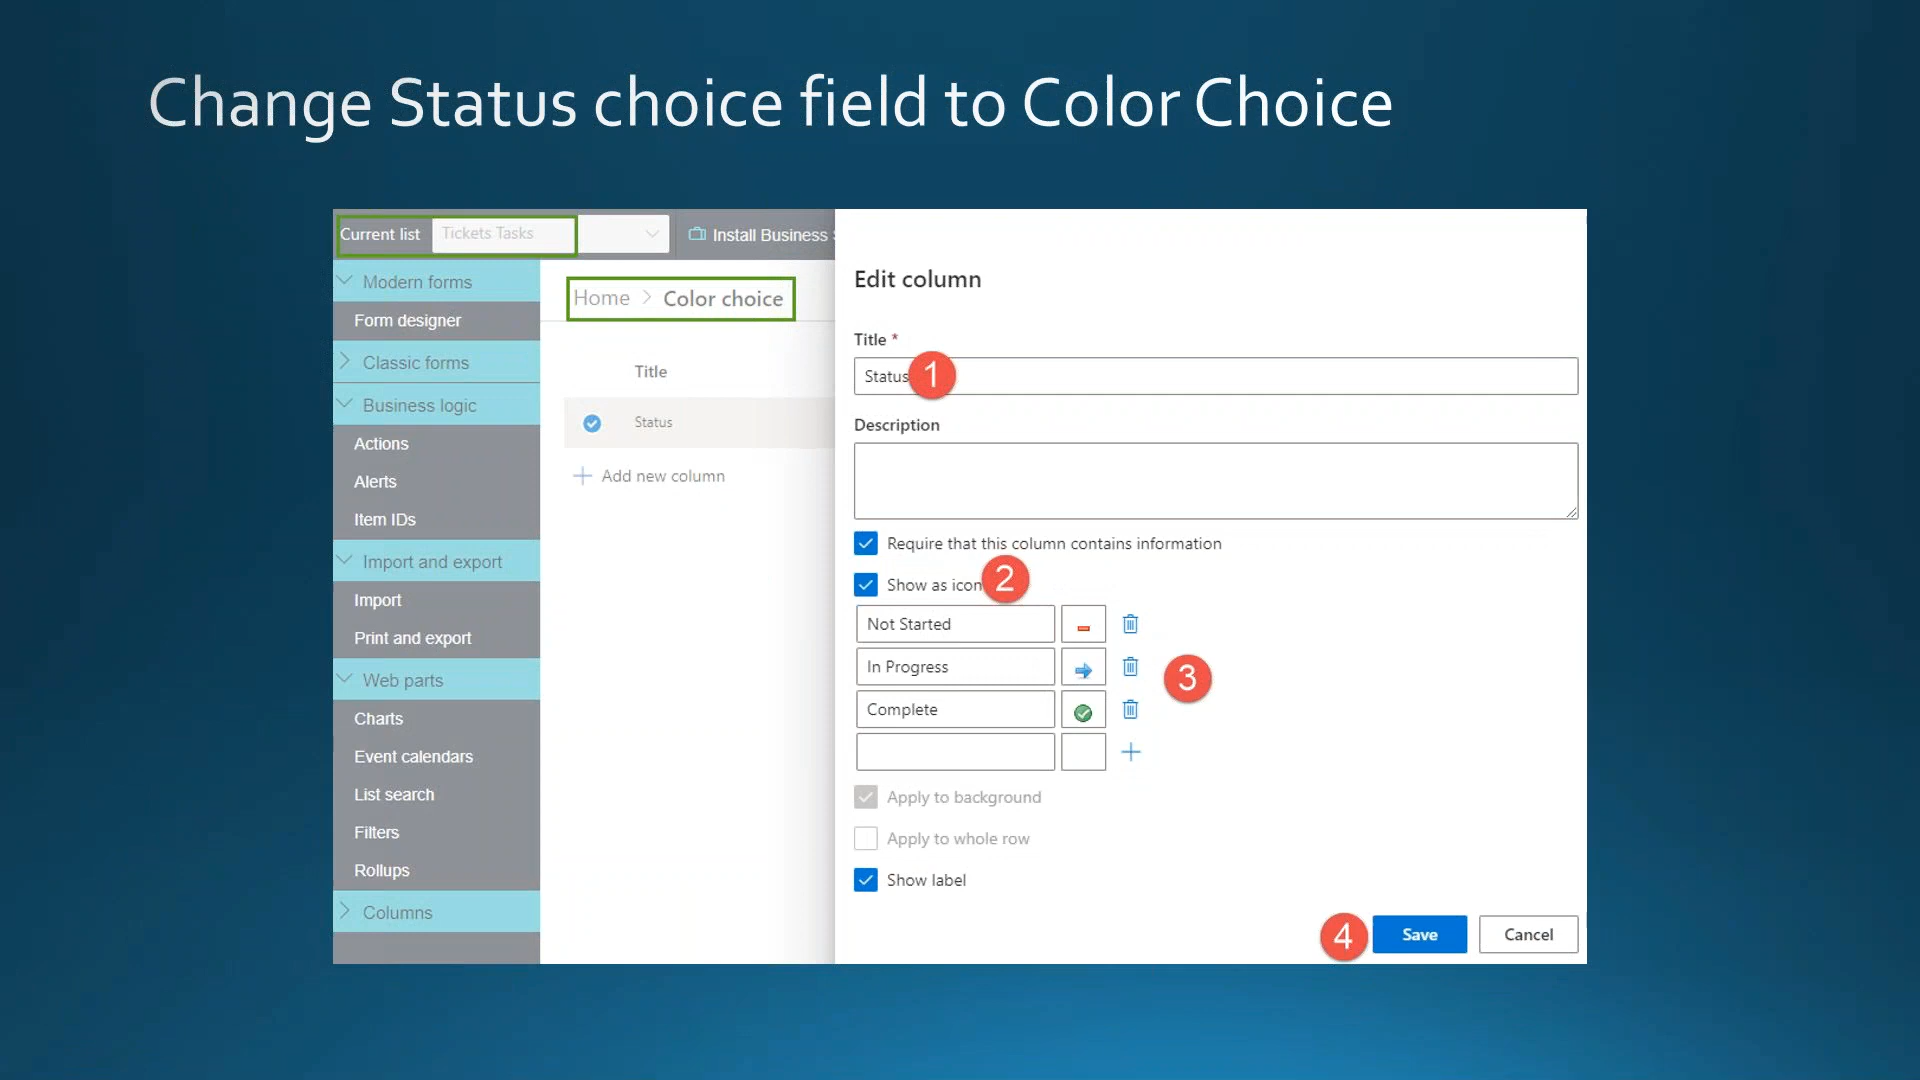 Change Status choice field to Color Choice
Current list Tickets Tasks Install Business
Modern forms
Form designer
Classic forms
Business logic
Actions
Alerts
Item IDs
Import and export
Import
Print and export
Web parts
Charts
Event calendars
List search
Filters
Rollups
Columns
Home > Color choice
Title
Status
Add new column
Edit column
Title *
Status 1
Description
Require that this column contains information
Show as icon 2
Not Started
In Progress
3
Complete
Apply to background
Apply to whole row
Show label
4 Save Cancel